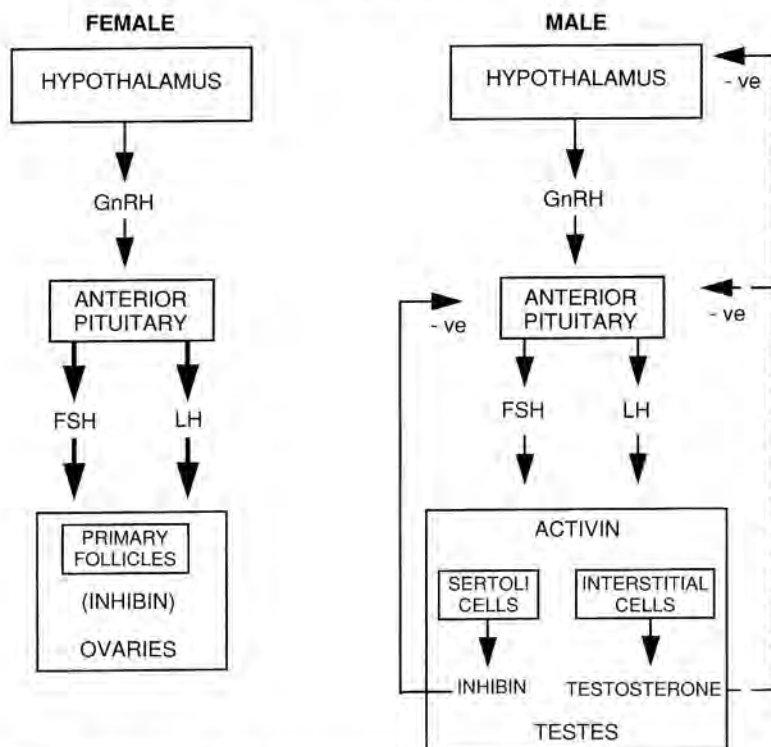 FEMALE
HYPOTHALAMUS
GnRH
ANTERIOR
PITUITARY
FSH LH
PRIMARY
FOLLICLES
(INHIBIN)
OVARIES
MALE
HYPOTHALAMUS
- ve
GnRH
ANTERIOR
PITUITARY
- ve
- ve
FSH LH
ACTIVIN
SERTOLI
CELLS
INTERSTITIAL
CELLS
INHIBIN
TESTOSTERONE
TESTES